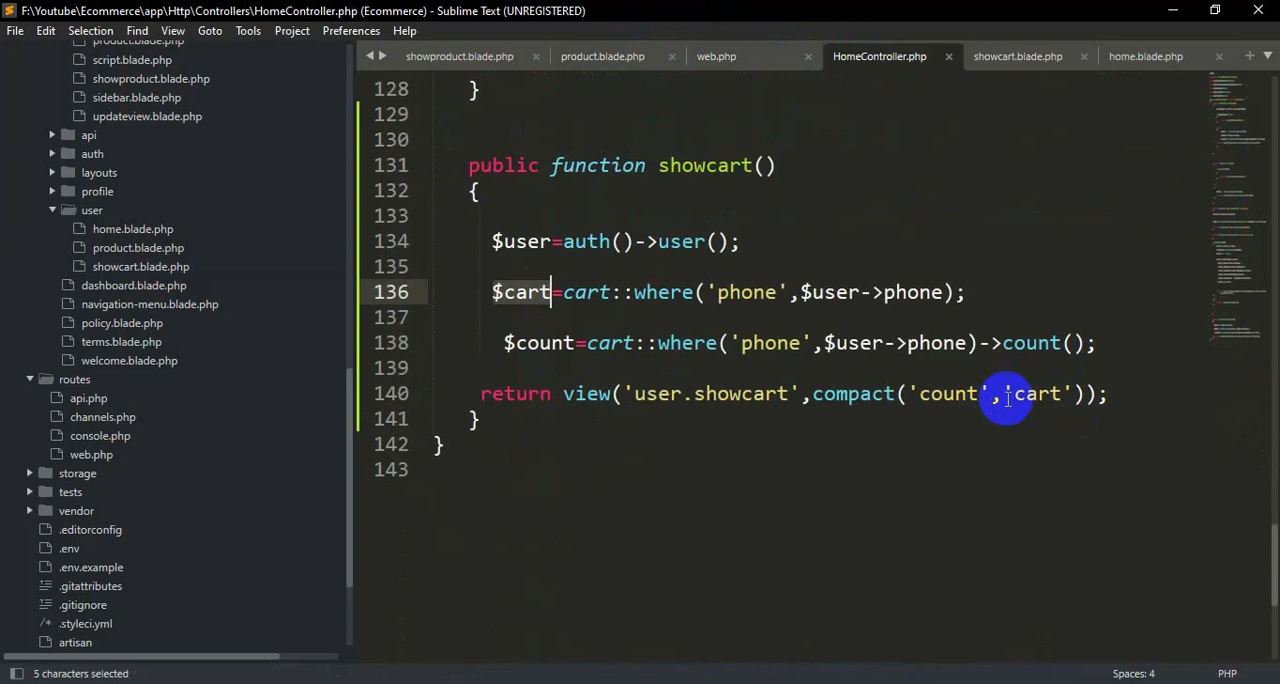 F:\Youtube\Ecommerce\app\Http\Controllers\HomeController.php (Ecommerce) - Sublime Text (UNREGISTERED)
File Edit Selection Find View Goto Tools Project Preferences Help
product.blade.php
script.blade.php
showproduct.blade.php
sidebar.blade.php
updateview.blade.php
api
auth
layouts
profile
user
home.blade.php
product.blade.php
showcart.blade.php
dashboard.blade.php
navigation-menu.blade.php
policy.blade.php
terms.blade.php
welcome.blade.php
routes
api.php
channels.php
console.php
web.php
storage
tests
vendor
.editorconfig
.env
.env.example
.gitattributes
.gitignore
.styleci.yml
artisan
showproduct.blade.php product.blade.php web.php HomeController.php showcart.blade.php home.blade.php
128 }
129
130
131 public function showcart()
132 {
133
134 $user=auth()->user();
135
136 $cart=cart::where('phone',$user->phone);
137
138 $count=cart::where('phone',$user->phone)->count();
139
140 return view('user.showcart',compact('count','cart'));
141 }
142 }
143
5 characters selected Spaces: 4 PHP